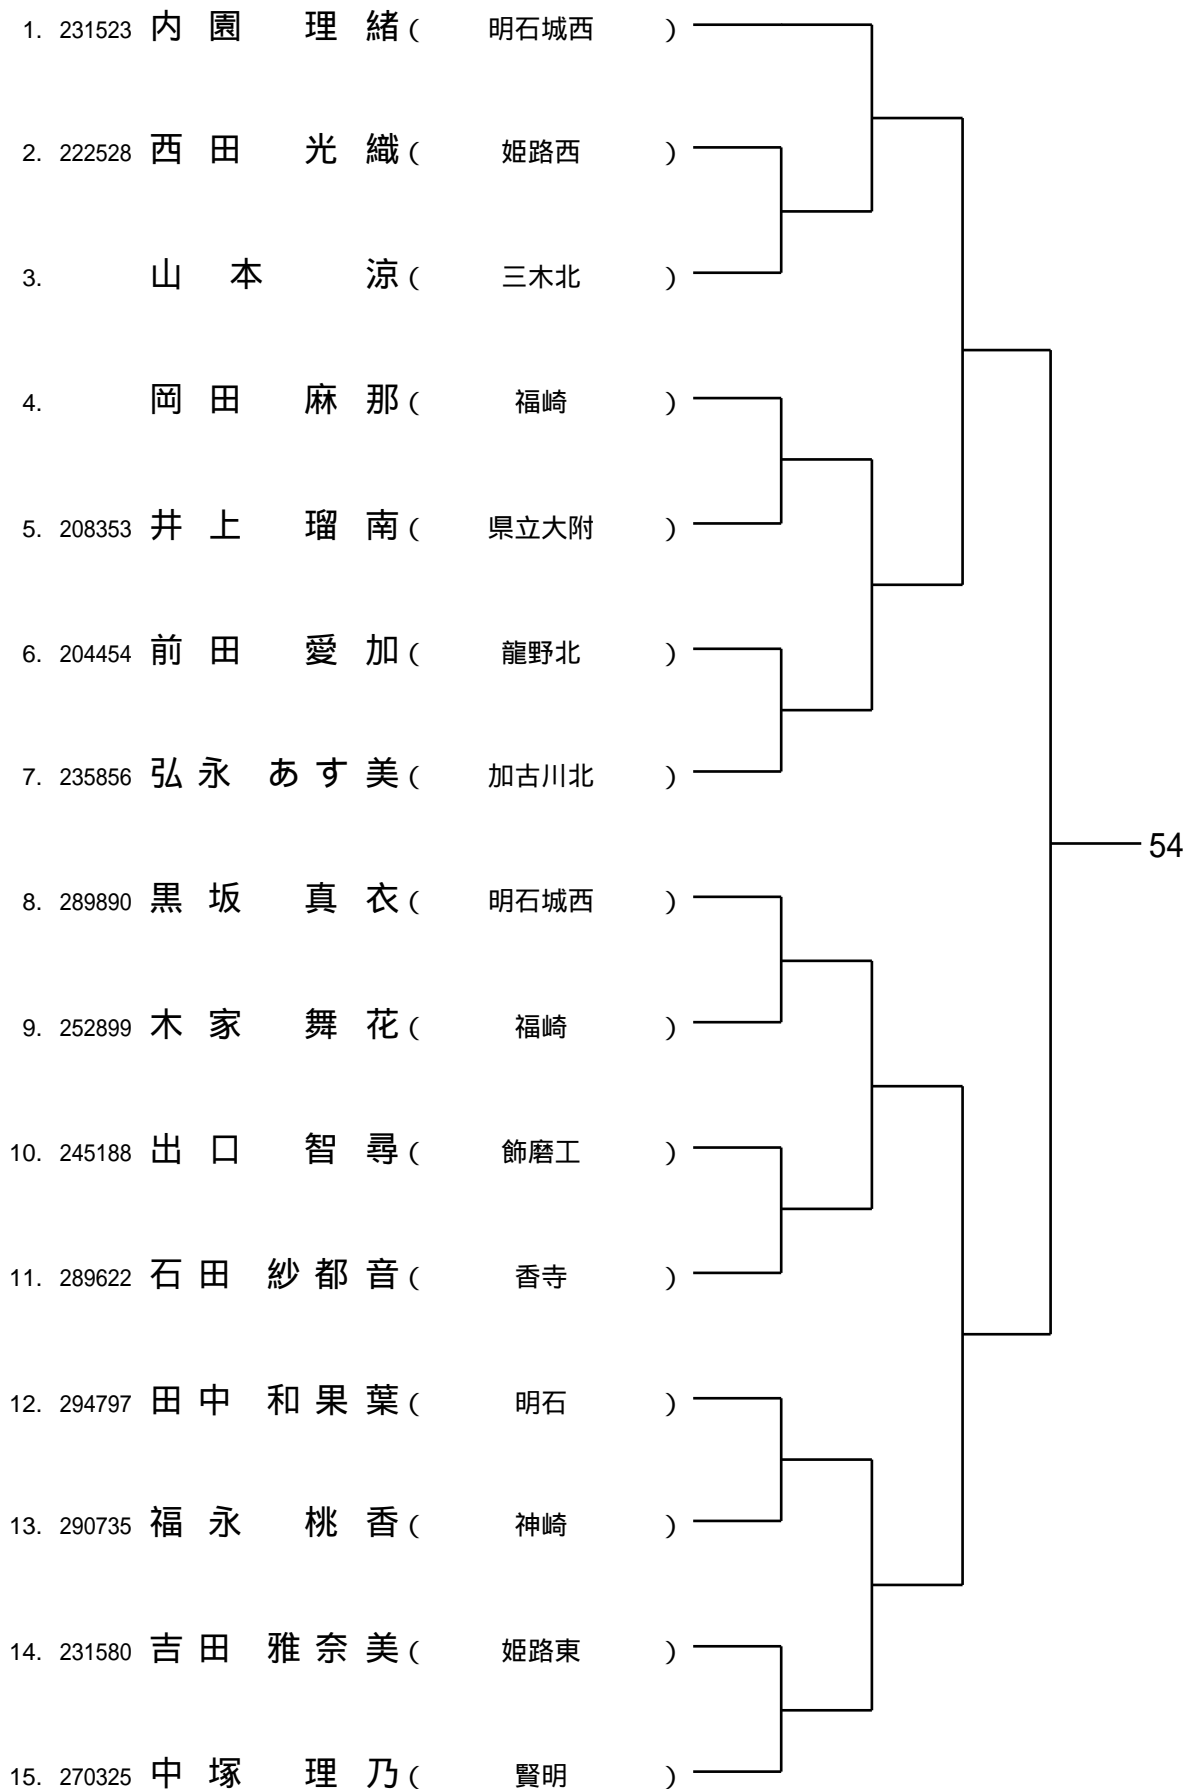 1. 231523 内園 理緒 ( 明石城西 )
2. 222528 西田 光織 ( 姫路西 )
3. 山本 涼 ( 三木北 )
4. 岡田 麻那 ( 福崎 )
5. 208353 井上 瑠南 ( 県立大附 )
6. 204454 前田 愛加 ( 龍野北 )
7. 235856 弘永 あす美 ( 加古川北 )
54
8. 289890 黒坂 真衣 ( 明石城西 )
9. 252899 木家 舞花 ( 福崎 )
10. 245188 出口 智尋 ( 飾磨工 )
11. 289622 石田 紗都音 ( 香寺 )
12. 294797 田中 和果葉 ( 明石 )
13. 290735 福永 桃香 ( 神崎 )
14. 231580 吉田 雅奈美 ( 姫路東 )
15. 270325 中塚 理乃 ( 賢明 )